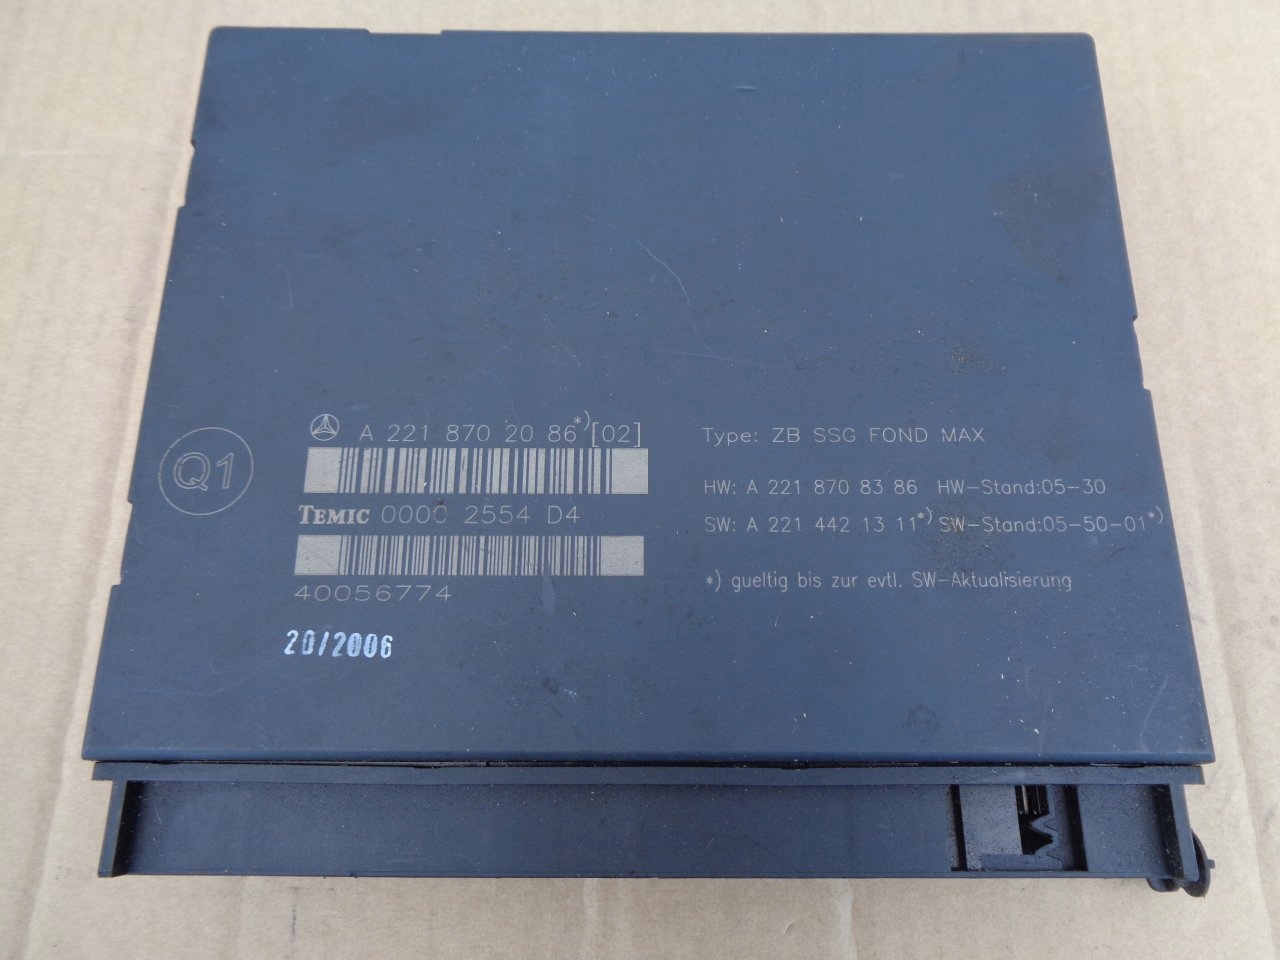 A 221 870 20 86*)[02]
Q1
TEMIC 0000 2554 D4
40056774
20/2006
Type: ZB SSG FOND MAX
HW: A 221 870 83 86 HW-Stand:05-30
SW: A 221 442 13 11*) SW-Stand:05-50-01*)
*) gueltig bis zur evtl. SW-Aktualisierung